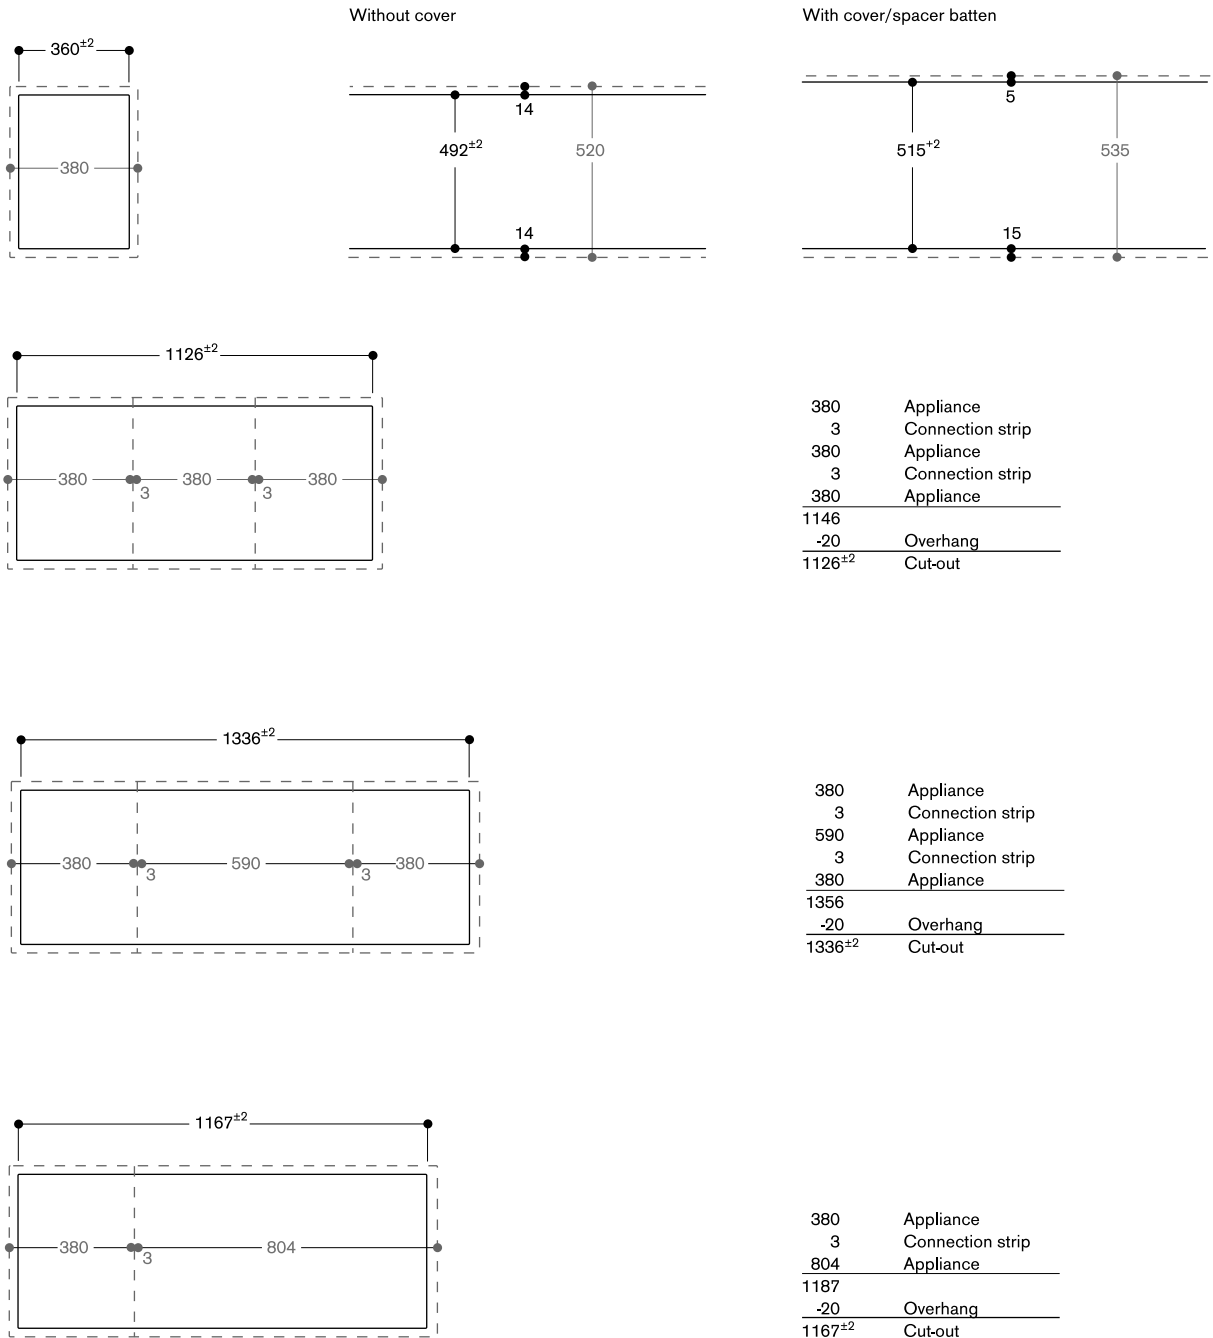 Without cover
With cover/spacer batten
360±2
380
14
492±2
520
14
5
515+2
535
15
1126±2
380
3
380
3
380
380 Appliance
3 Connection strip
380 Appliance
3 Connection strip
380 Appliance
1146
-20 Overhang
1126±2 Cut-out
1336±2
380
3
590
3
380
380 Appliance
3 Connection strip
590 Appliance
3 Connection strip
380 Appliance
1356
-20 Overhang
1336±2 Cut-out
1167±2
380
3
804
380 Appliance
3 Connection strip
804 Appliance
1187
-20 Overhang
1167±2 Cut-out